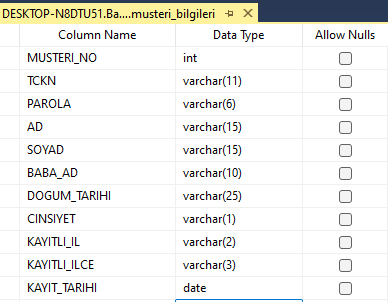 DESKTOP-N8DTU51.Ba....musteri_bilgileri
Column Name Data Type Allow Nulls
MUSTERI_NO int
TCKN varchar(11)
PAROLA varchar(6)
AD varchar(15)
SOYAD varchar(15)
BABA_AD varchar(10)
DOGUM_TARIHI varchar(25)
CINSIYET varchar(1)
KAYITLI_IL varchar(2)
KAYITLI_ILCE varchar(3)
KAYIT_TARIHI date